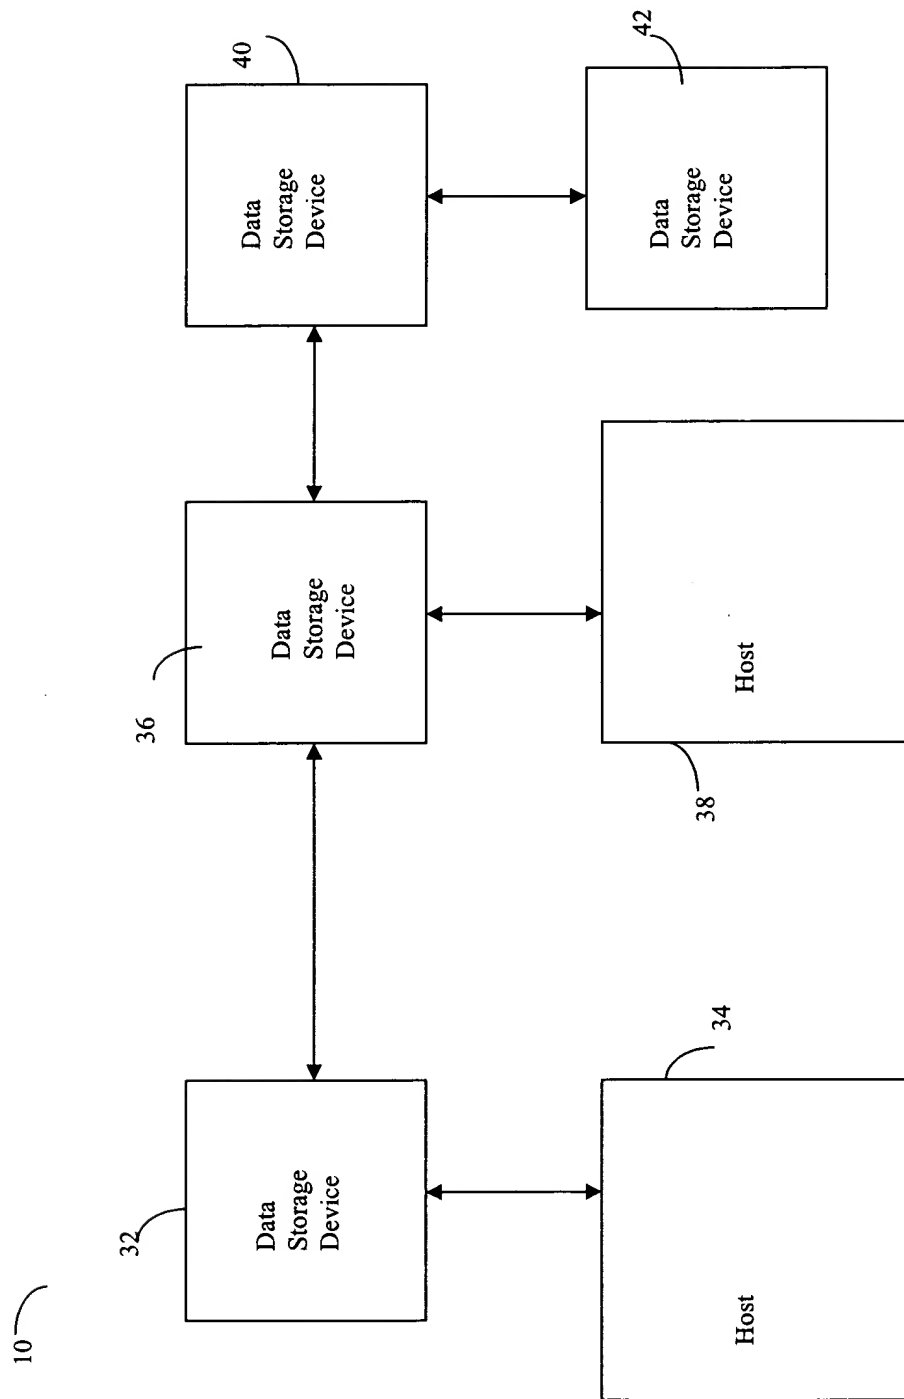 10
32
Data
Storage
Device
36
Data
Storage
Device
40
Data
Storage
Device
Host
34
38
Host
42
Data
Storage
Device